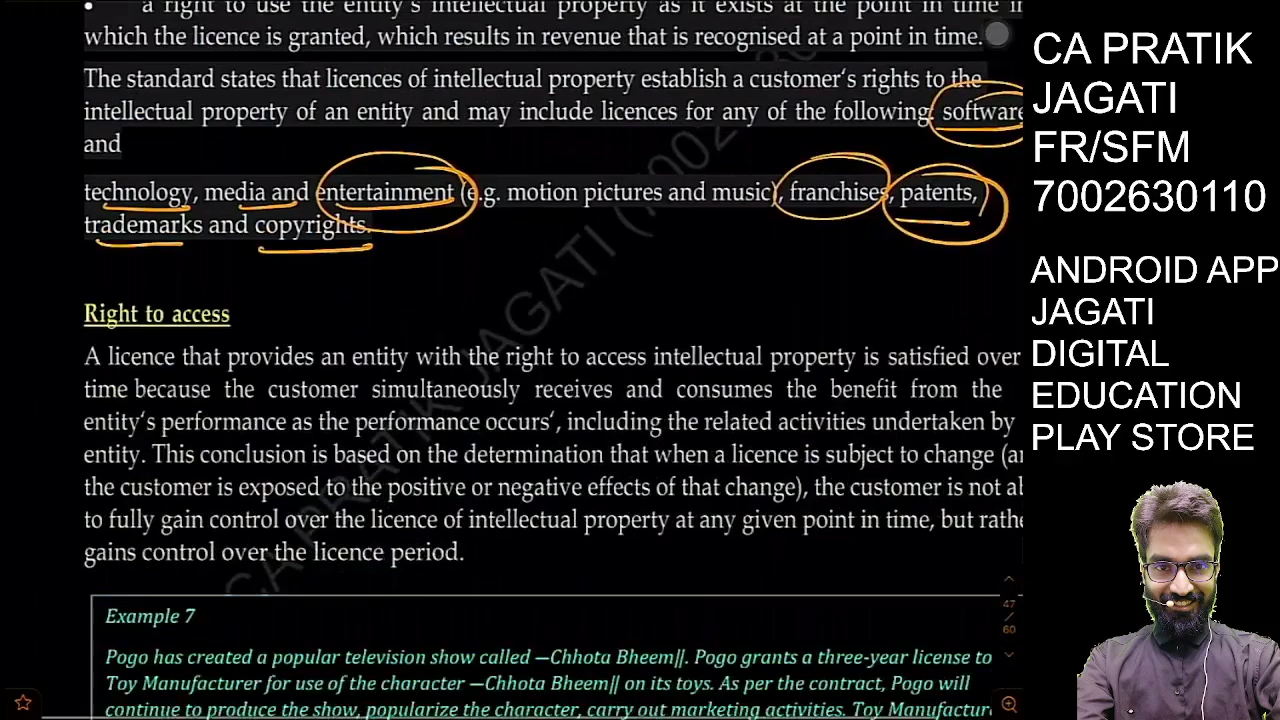 • a right to use the entity's intellectual property as it exists at the point in time in
which the licence is granted, which results in revenue that is recognised at a point in time.
The standard states that licences of intellectual property establish a customer's rights to the
intellectual property of an entity and may include licences for any of the following: software
and
technology, media and entertainment (e.g. motion pictures and music), franchises, patents,
trademarks and copyrights.
Right to access
A licence that provides an entity with the right to access intellectual property is satisfied over
time because the customer simultaneously receives and consumes the benefit from the
entity's performance as the performance occurs', including the related activities undertaken by
entity. This conclusion is based on the determination that when a licence is subject to change
the customer is exposed to the positive or negative effects of that change), the customer is not
to fully gain control over the licence of intellectual property at any given point in time, but
gains control over the licence period.
Example 7
Pogo has created a popular television show called ―Chhota Bheem‖. Pogo grants a three-year license to
Toy Manufacturer for use of the character ―Chhota Bheem‖ on its toys. As per the contract, Pogo will
continue to produce the show, popularize the character, carry out marketing activities. Toy
47
/
60
CA PRATIK JAGATI (7002
CA PRATIK
JAGATI
FR/SFM
7002630110
ANDROID APP
JAGATI
DIGITAL
EDUCATION
PLAY STORE